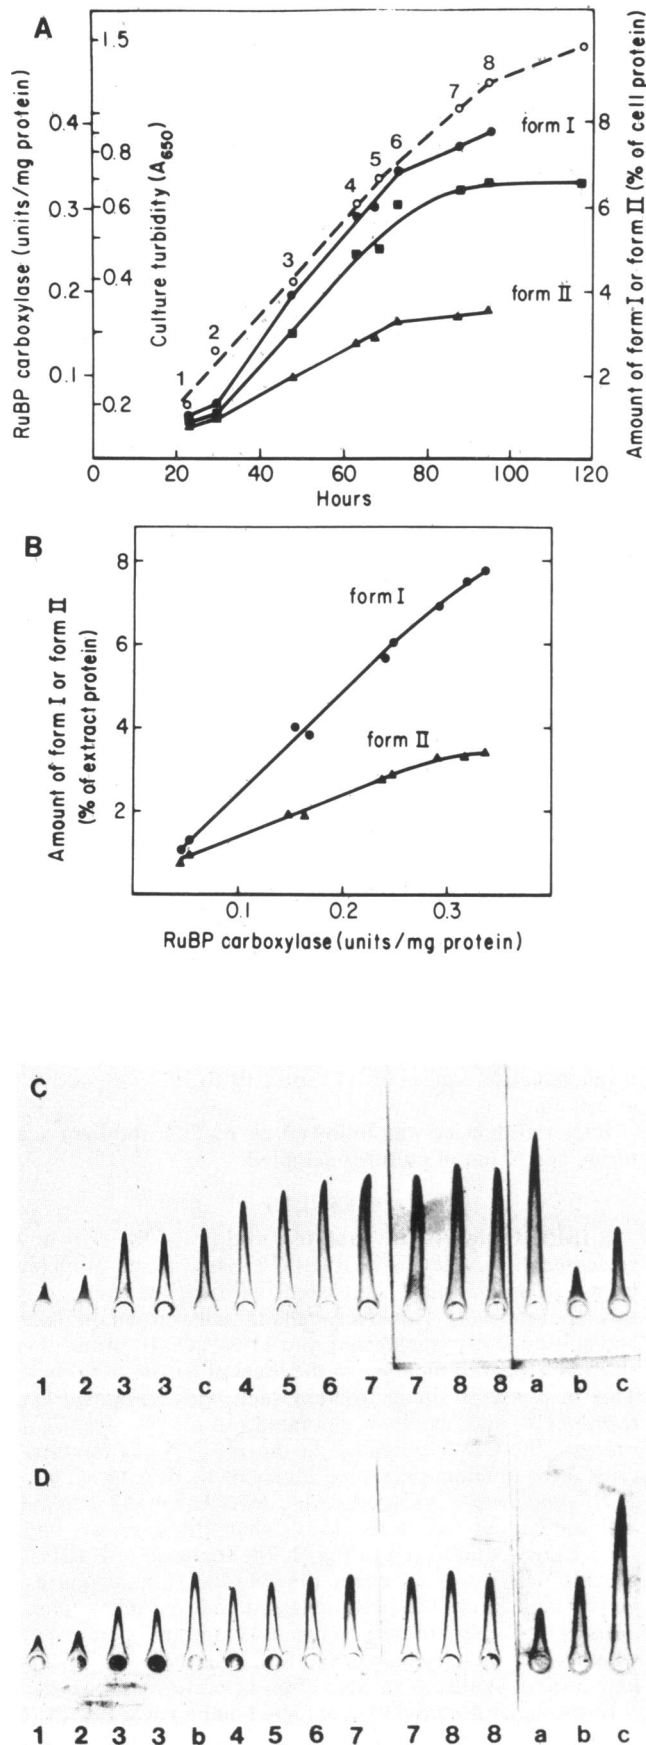 A
RuBP carboxylase (units/mg protein)
0.4
0.3
0.2
0.1
Culture turbidity (A650)
1.5
0.8
0.6
0.4
0.2
1
2
3
4
5
6
7
8
form I
form II
8
6
4
2
Amount of form I or form II (% of cell protein)
0 20 40 60 80 100 120
Hours
B
Amount of form I or form II
(% of extract protein)
8
6
4
2
form I
form II
0.1 0.2 0.3
RuBP carboxylase (units/mg protein)
C
1 2 3 3 c 4 5 6 7 7 8 8 a b c
D
1 2 3 3 b 4 5 6 7 7 8 8 a b c